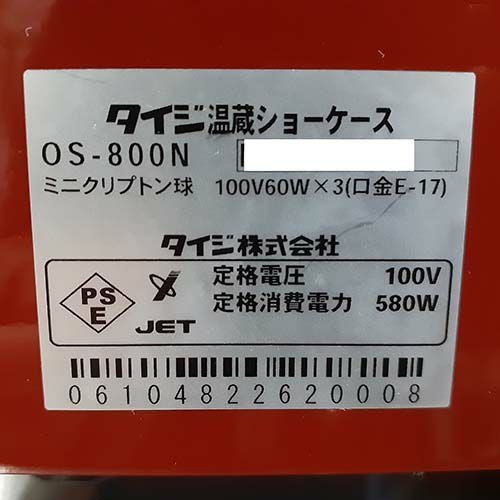 タイジ温蔵ショーケース
OS-800N
ミニクリプトン球 100V60W×3(口金E-17)
タイジ株式会社
PS
E
JET
定格電圧 100V
定格消費電力 580W
06104822620008